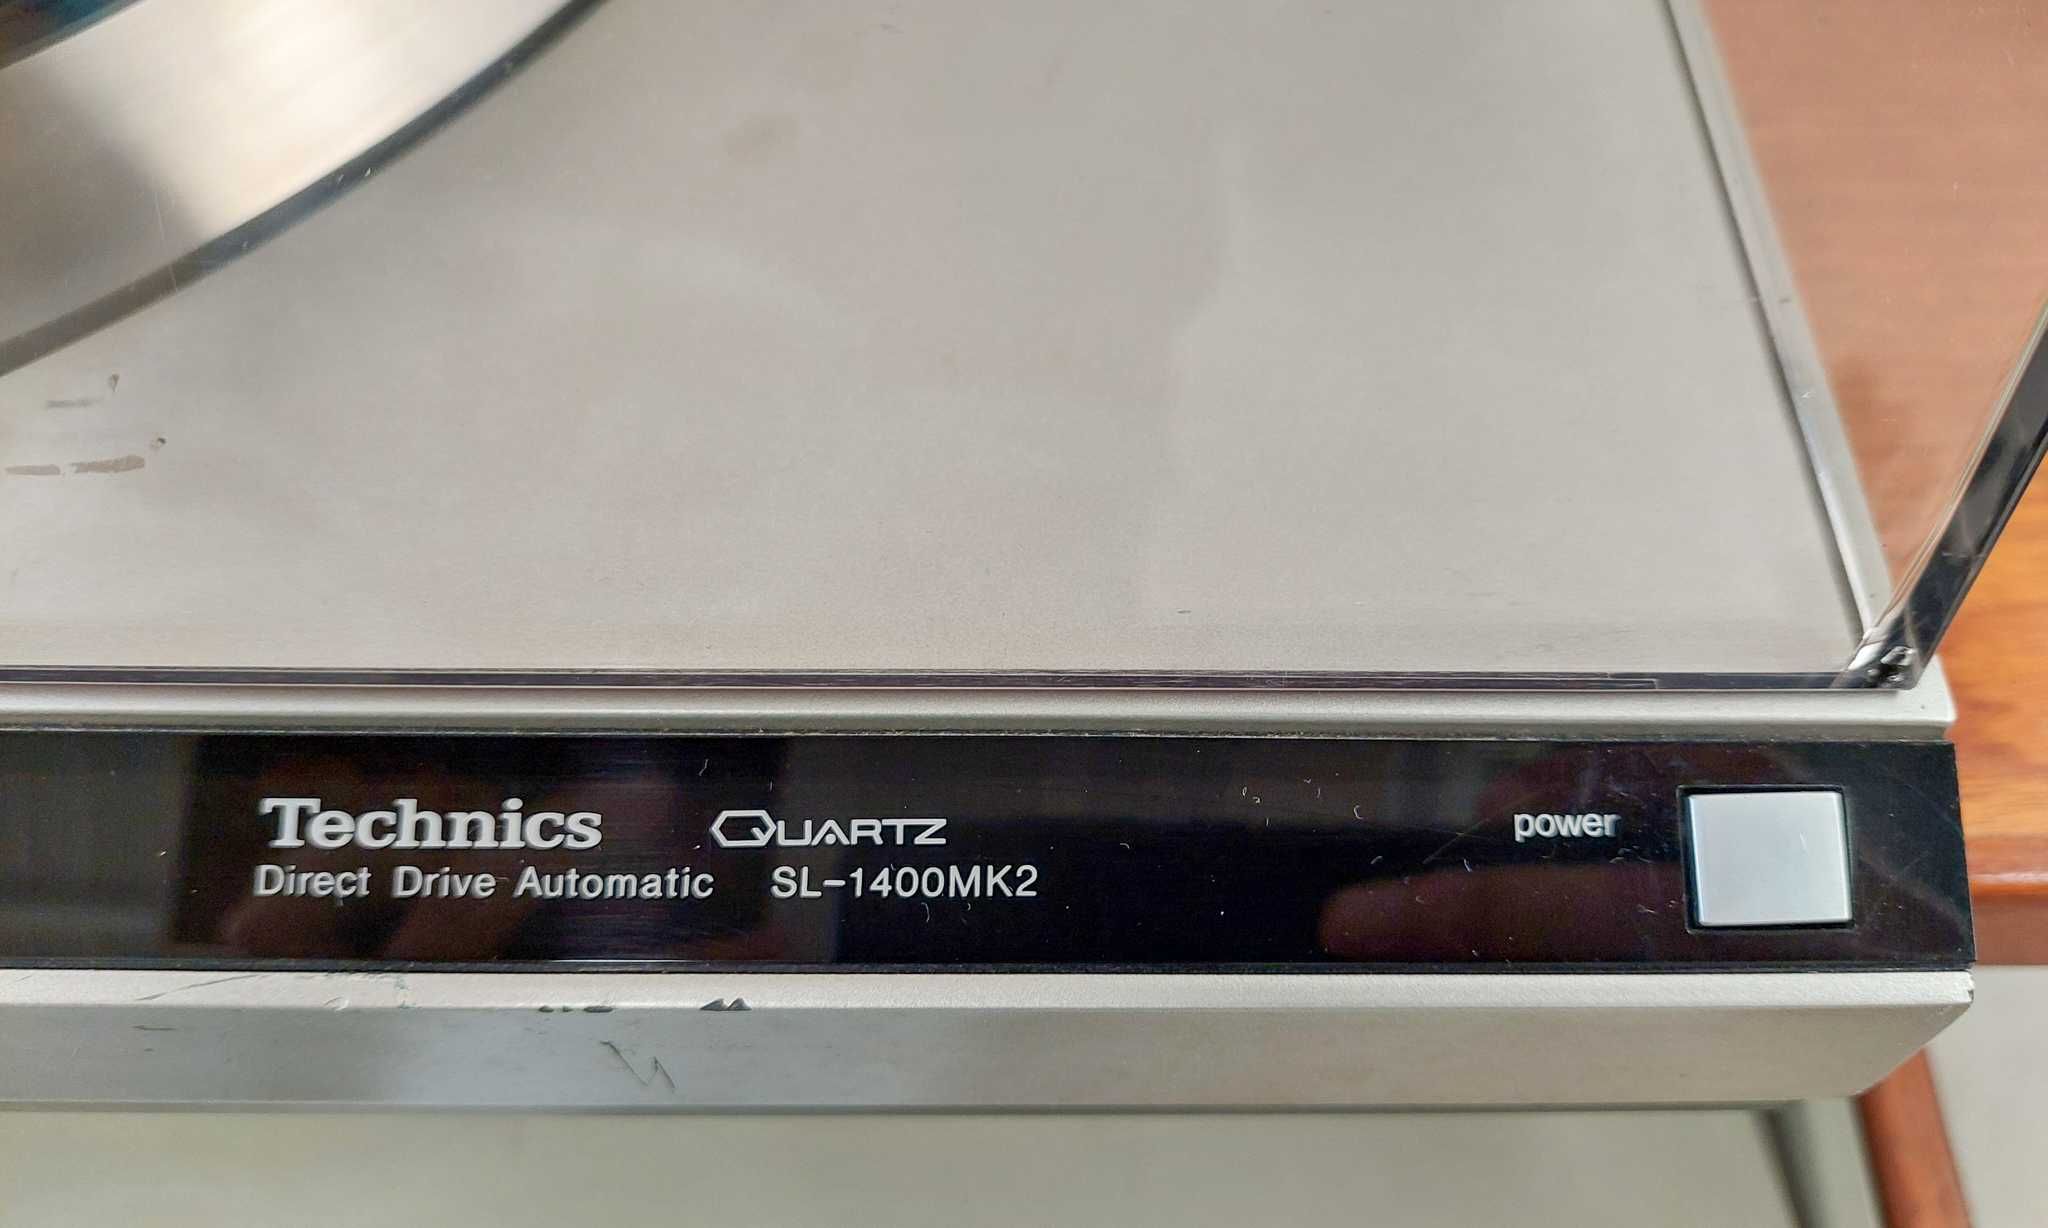 Technics QUARTZ
Direct Drive Automatic SL-1400MK2
power